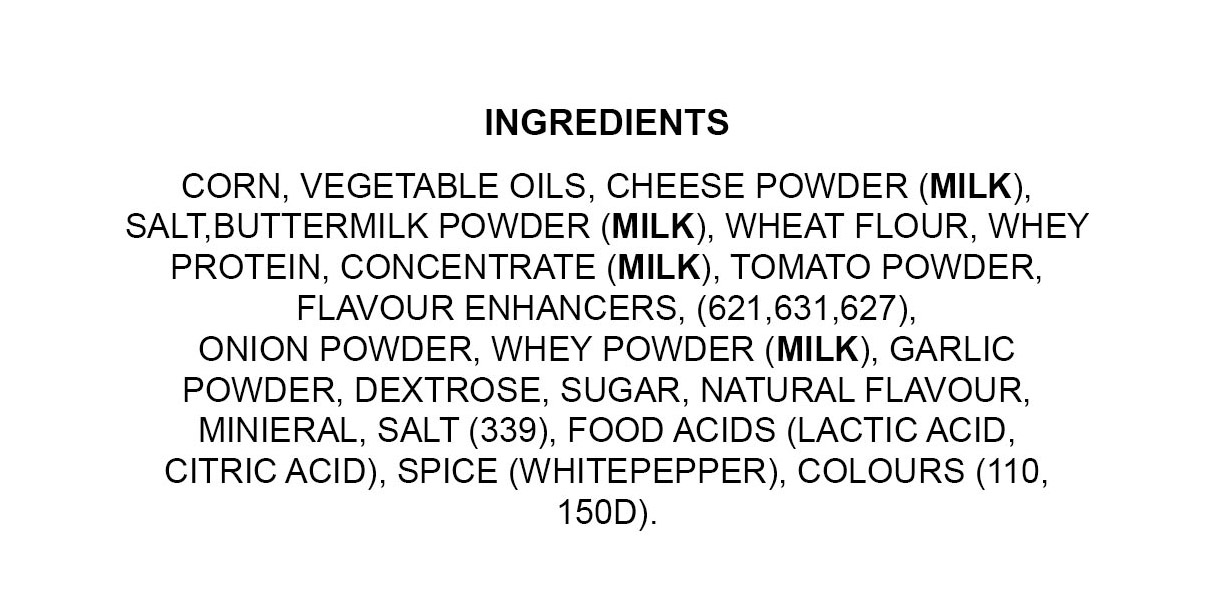 INGREDIENTS
CORN, VEGETABLE OILS, CHEESE POWDER (MILK),
SALT,BUTTERMILK POWDER (MILK), WHEAT FLOUR, WHEY
PROTEIN, CONCENTRATE (MILK), TOMATO POWDER,
FLAVOUR ENHANCERS, (621,631,627),
ONION POWDER, WHEY POWDER (MILK), GARLIC
POWDER, DEXTROSE, SUGAR, NATURAL FLAVOUR,
MINIERAL, SALT (339), FOOD ACIDS (LACTIC ACID,
CITRIC ACID), SPICE (WHITEPEPPER), COLOURS (110,
150D).